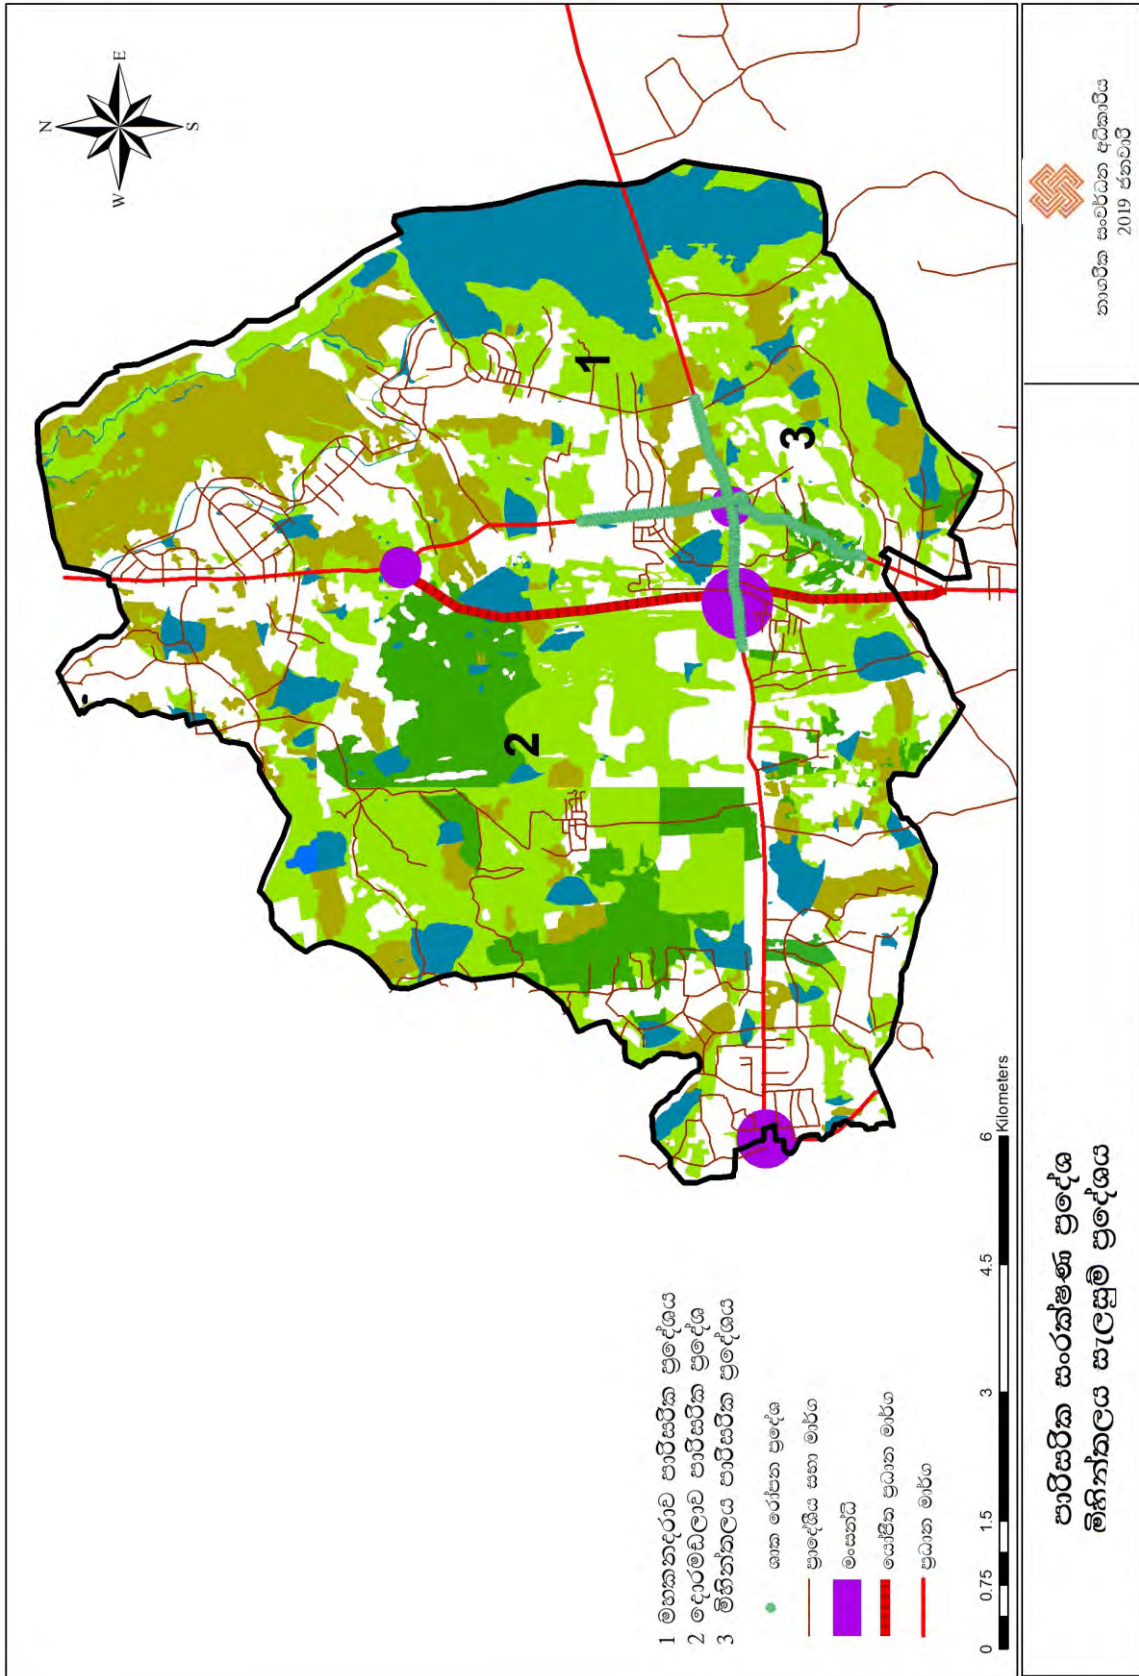 N
E
W
S
1
2
3
1 මහකනදරාව පාරිසරික ප්‍රදේශය
2 දොරමඩලාව පාරිසරික ප්‍රදේශ
3 මිහින්තලය පාරිසරික ප්‍රදේශය
ශාක රෝපන ප්‍රදේශ
ප්‍රාදේශීය සභා මාර්ග
මංසන්ධි
යෝජිත ප්‍රධාන මාර්ග
ප්‍රධාන මාර්ග
0 0.75 1.5 3 4.5 6
Kilometers
පාරිසරික සංරක්ෂණ ප්‍රදේශ
මිහින්තලය සැලසුම් ප්‍රදේශය
නාගරික සංවර්ධන අධිකාරිය
2019 ජනවාරි